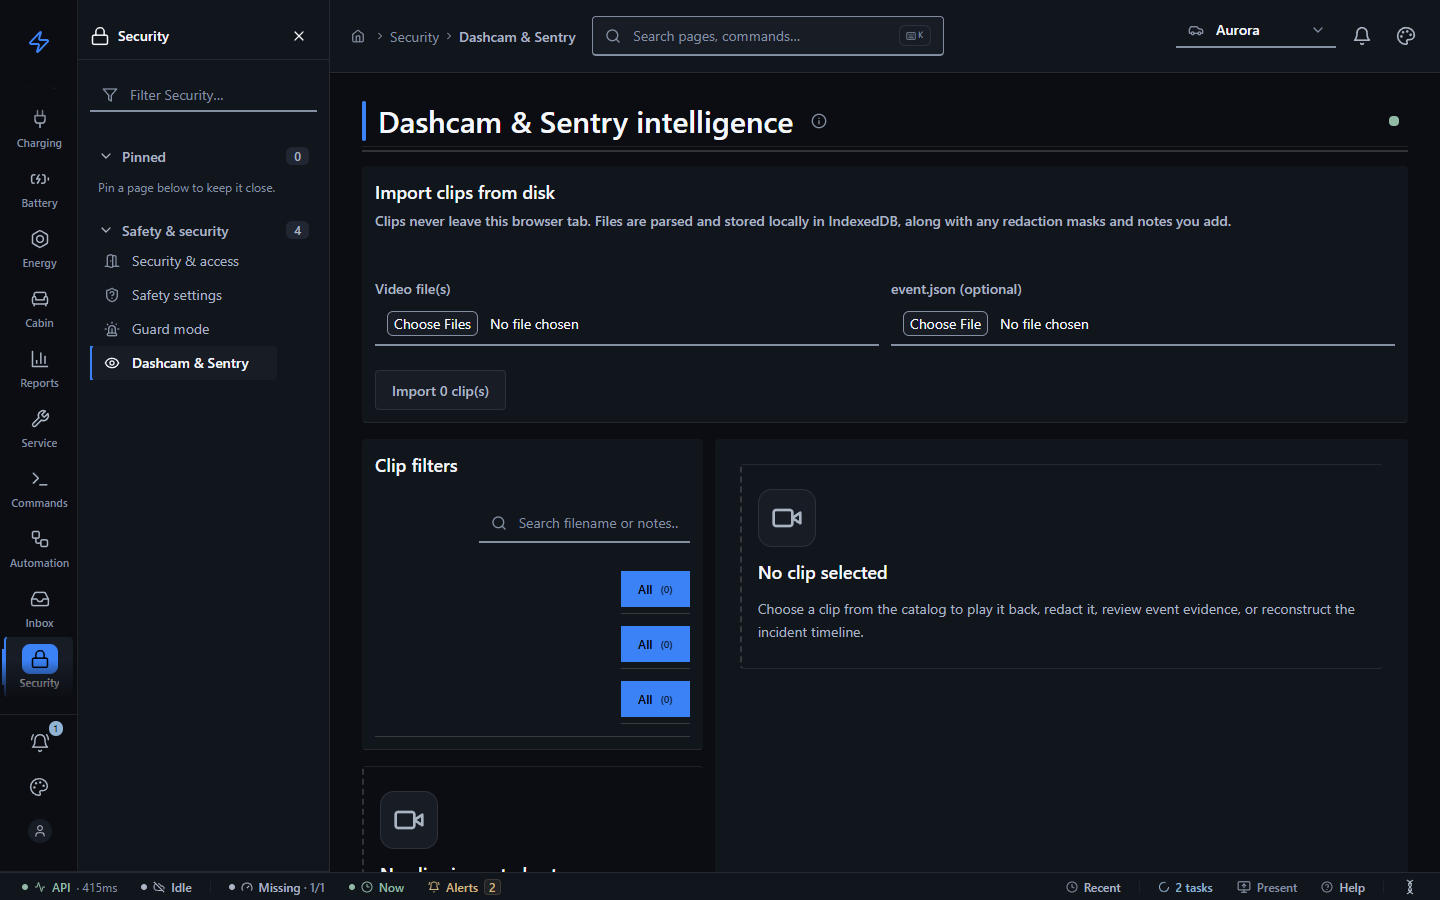 Security
Security
Dashcam & Sentry
Search pages, commands...
K
Aurora
Filter Security...
Charging
Battery
Energy
Cabin
Reports
Service
Commands
Automation
Inbox
Security
1
Pinned
0
Pin a page below to keep it close.
Safety & security
4
Security & access
Safety settings
Guard mode
Dashcam & Sentry
Dashcam & Sentry intelligence
Import clips from disk
Clips never leave this browser tab. Files are parsed and stored locally in IndexedDB, along with any redaction masks and notes you add.
Video file(s)
Choose Files No file chosen
event.json (optional)
Choose File No file chosen
Import 0 clip(s)
Clip filters
Search filename or notes..
All (0)
All (0)
All (0)
No clip selected
Choose a clip from the catalog to play it back, redact it, review event evidence, or reconstruct the
incident timeline.
API · 415ms
Idle
Missing · 1/1
Now
Alerts 2
Recent
2 tasks
Present
Help